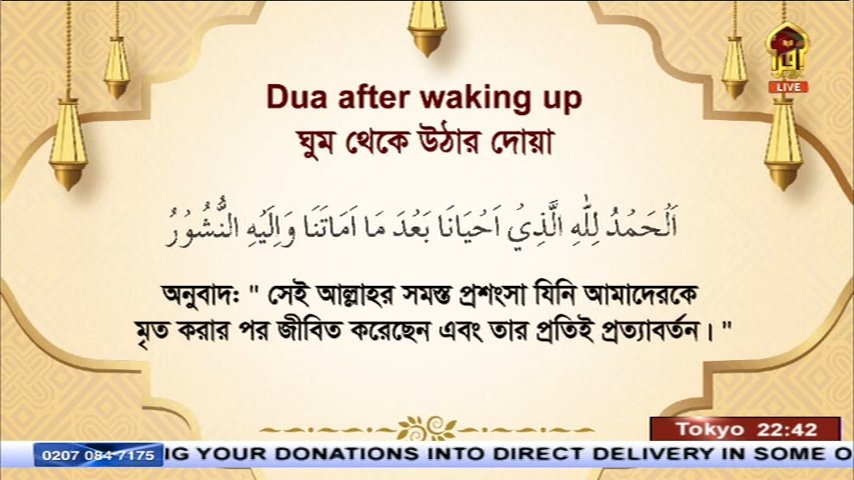 Dua after waking up
ঘুম থেকে উঠার দোয়া
اَلْحَمْدُ لِلّٰهِ الَّذِيْ اَحْيَانَا بَعْدَ مَا اَمَاتَنَا وَاِلَيْهِ النُّشُوْرُ
অনুবাদ: " সেই আল্লাহর সমস্ত প্রশংসা যিনি আমাদেরকে
মৃত করার পর জীবিত করেছেন এবং তার প্রতিই প্রত্যাবর্তন। "
اقرأ
LIVE
Tokyo 22:42
0207 084 7175 NG YOUR DONATIONS INTO DIRECT DELIVERY IN SOME O